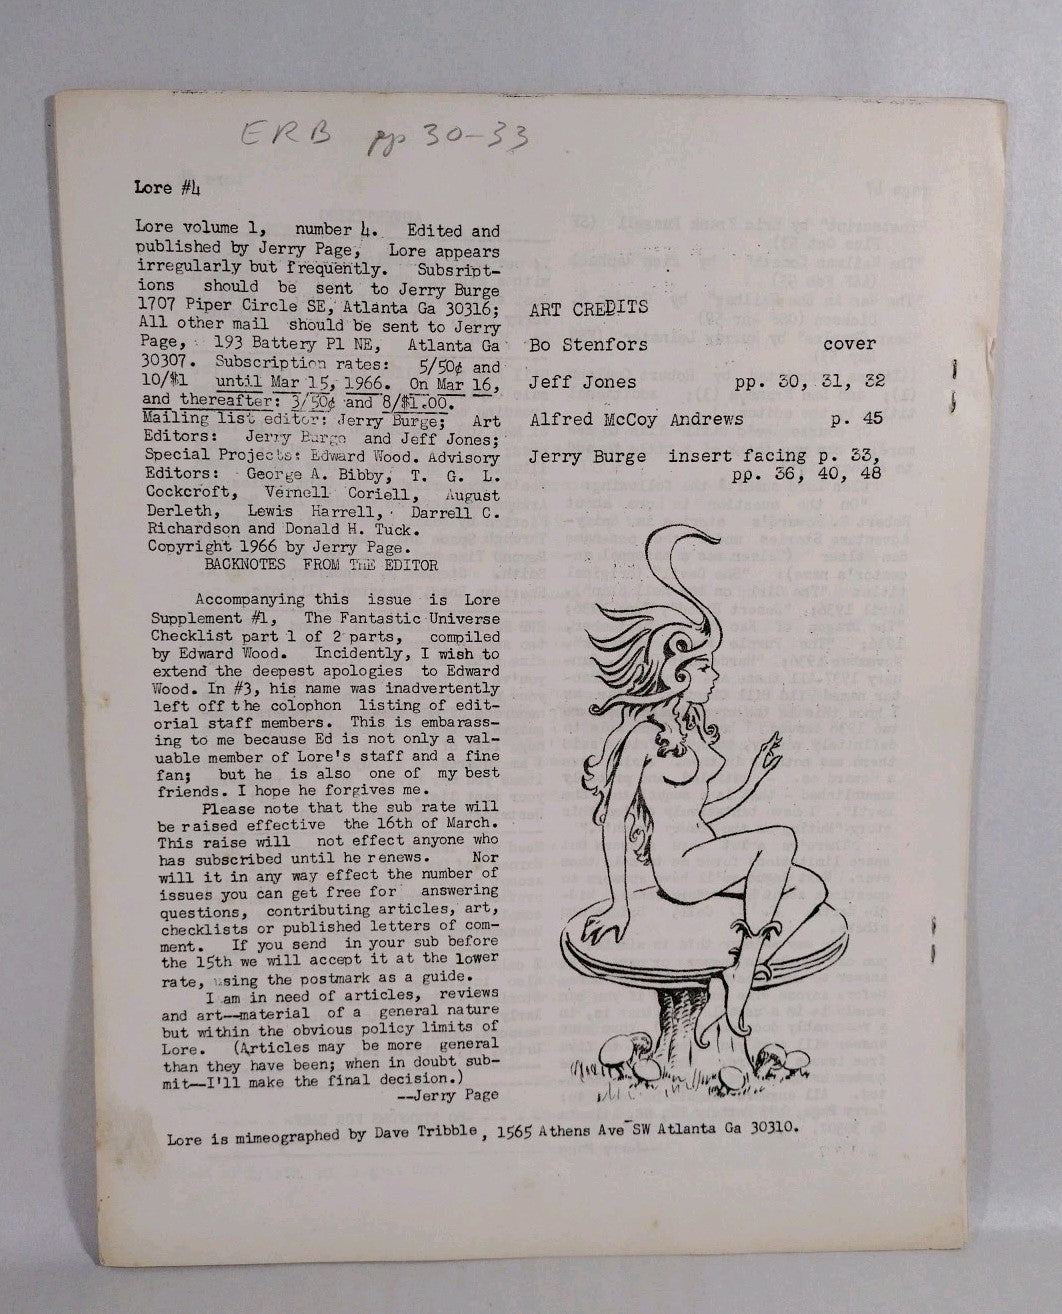 ERB pp 30-33
Lore #4
Lore volume 1, number 4. Edited and
published by Jerry Page, Lore appears
irregularly but frequently. Subsript-
ions should be sent to Jerry Burge
1707 Piper Circle SE, Atlanta Ga 30316;
All other mail should be sent to Jerry
Page, 193 Battery Pl NE, Atlanta Ga
30307. Subscription rates: 5/50¢ and
10/$1 until Mar 15, 1966. On Mar 16,
and thereafter: 3/50¢ and 8/$1.00.
Mailing list editor: Jerry Burge; Art
Editors: Jerry Burge and Jeff Jones;
Special Projects: Edward Wood. Advisory
Editors: George A. Bibby, T. G. L.
Cockcroft, Vernell Coriell, August
Derleth, Lewis Harrell, Darrell C.
Richardson and Donald H. Tuck.
Copyright 1966 by Jerry Page.
BACKNOTES FROM THE EDITOR
Accompanying this issue is Lore
Supplement #1, The Fantastic Universe
Checklist part 1 of 2 parts, compiled
by Edward Wood. Incidently, I wish to
extend the deepest apologies to Edward
Wood. In #3, his name was inadvertently
left off the colophon listing of edit-
orial staff members. This is embarass-
ing to me because Ed is not only a val-
uable member of Lore's staff and a fine
fan; but he is also one of my best
friends. I hope he forgives me.
Please note that the sub rate will
be raised effective the 16th of March.
This raise will not effect anyone who
has subscribed until he renews. Nor
will it in any way effect the number of
issues you can get free for answering
questions, contributing articles, art,
checklists or published letters of com-
ment. If you send in your sub before
the 15th we will accept it at the lower
rate, using the postmark as a guide.
I am in need of articles, reviews
and art--material of a general nature
but within the obvious policy limits of
Lore. (Articles may be more general
than they have been; when in doubt sub-
mit--I'll make the final decision.)
--Jerry Page
ART CREDITS
Bo Stenfors cover
Jeff Jones pp. 30, 31, 32
Alfred McCoy Andrews p. 45
Jerry Burge insert facing p. 33,
pp. 36, 40, 48
Lore is mimeographed by Dave Tribble, 1565 Athens Ave SW Atlanta Ga 30310.